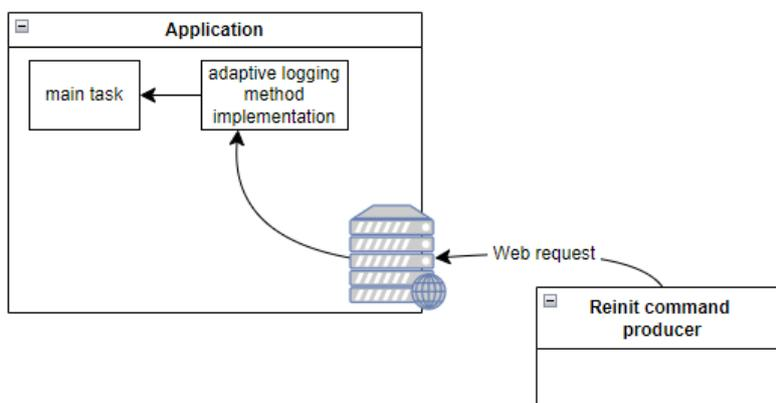 Application
main task
adaptive logging
method
implementation
Web request
Reinit command
producer